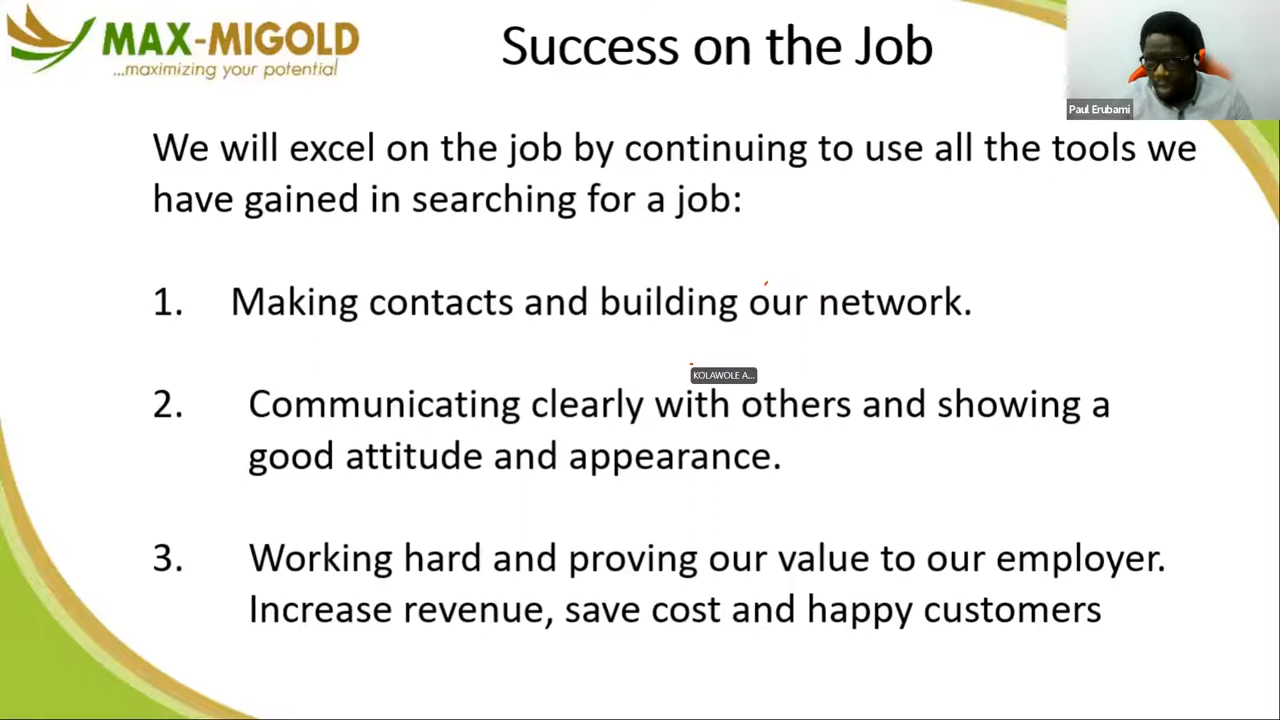 MAX-MIGOLD
...maximizing your potential
Success on the Job
Paul Erubami
We will excel on the job by continuing to use all the tools we
have gained in searching for a job:
1. Making contacts and building our network.
KOLAWOLE A...
2. Communicating clearly with others and showing a
good attitude and appearance.
3. Working hard and proving our value to our employer.
Increase revenue, save cost and happy customers